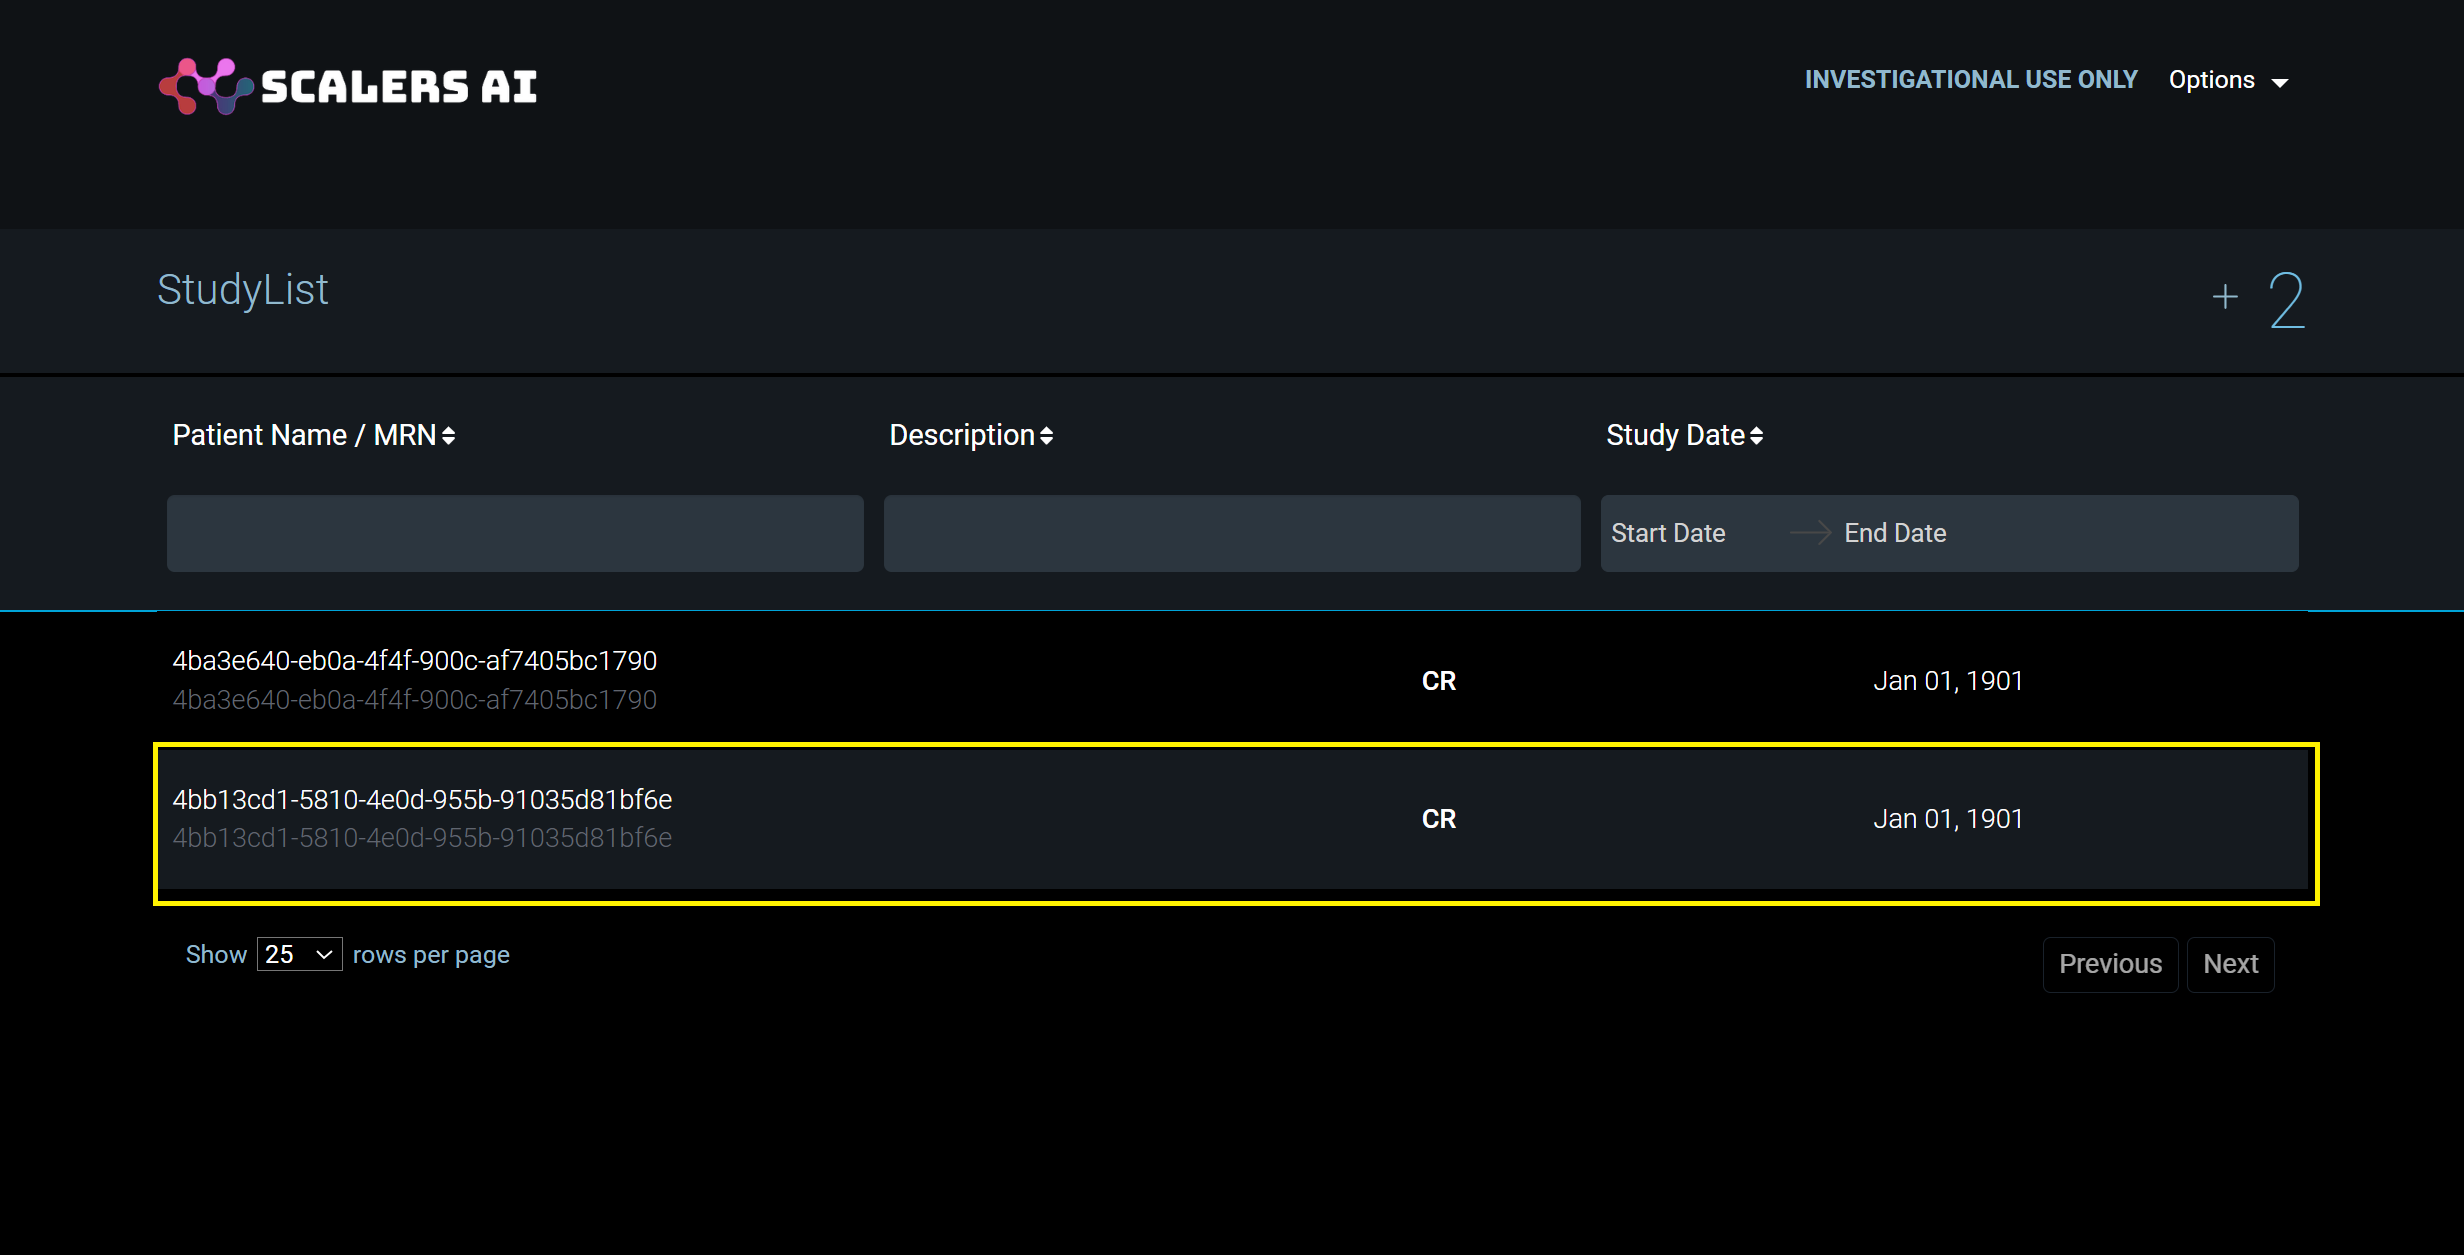 SCALERS AI
INVESTIGATIONAL USE ONLY Options
StudyList
+ 2
Patient Name / MRN Description Study Date
Start Date End Date
4ba3e640-eb0a-4f4f-900c-af7405bc1790
4ba3e640-eb0a-4f4f-900c-af7405bc1790
CR Jan 01, 1901
4bb13cd1-5810-4e0d-955b-91035d81bf6e
4bb13cd1-5810-4e0d-955b-91035d81bf6e
CR Jan 01, 1901
Show 25 rows per page
Previous Next